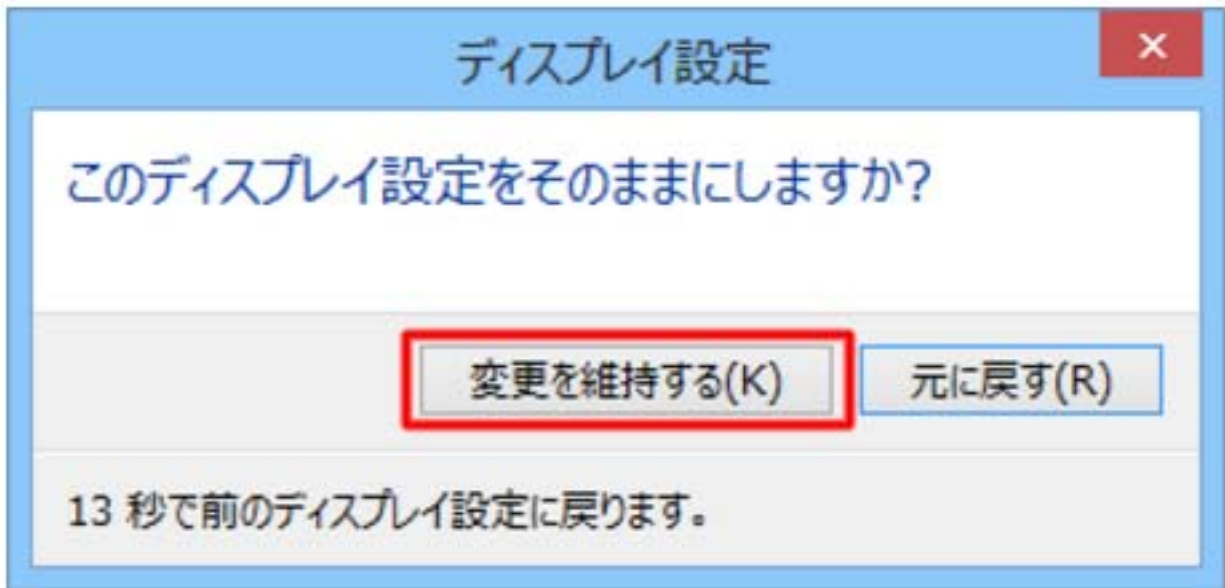 ディスプレイ設定
このディスプレイ設定をそのままにしますか?
変更を維持する(K)
元に戻す(R)
13 秒で前のディスプレイ設定に戻ります。